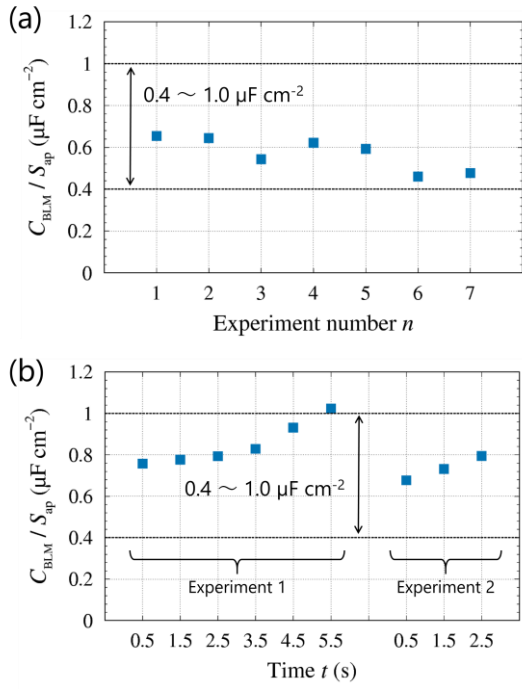 (a)
C_BLM / S_ap (μF cm⁻²)
1.2
1
0.8
0.6
0.4
0.2
0
0.4 ～ 1.0 μF cm⁻²
1 2 3 4 5 6 7
Experiment number n
(b)
C_BLM / S_ap (μF cm⁻²)
1.2
1
0.8
0.6
0.4
0.2
0
0.4 ～ 1.0 μF cm⁻²
Experiment 1 Experiment 2
0.5 1.5 2.5 3.5 4.5 5.5 0.5 1.5 2.5
Time t (s)